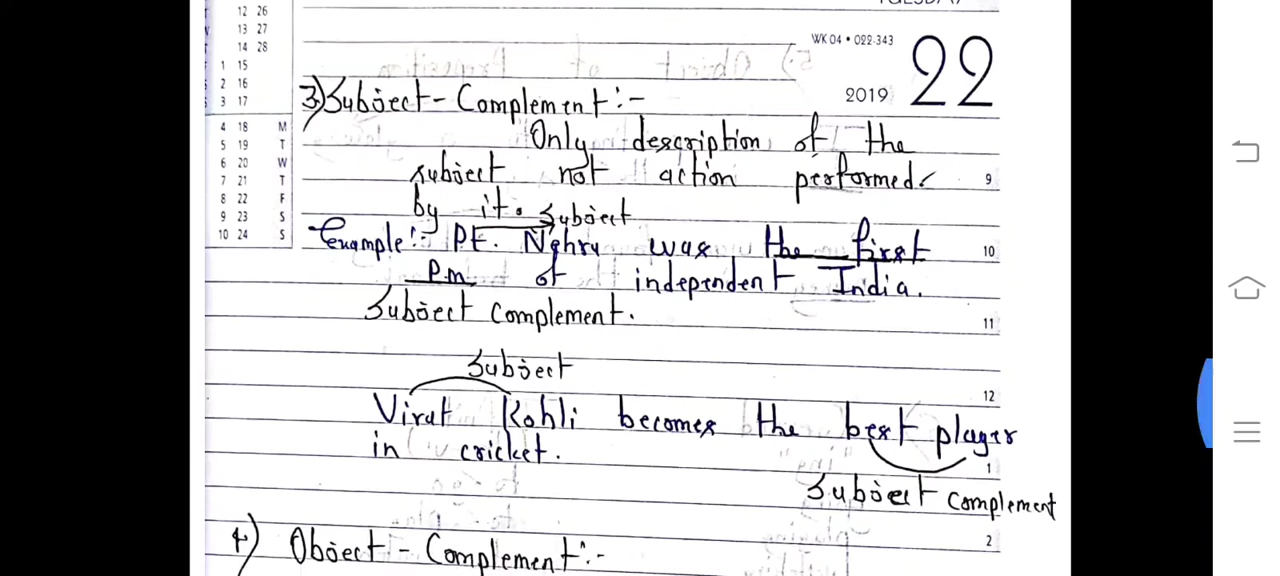 12 26
13 27
14 28
1 15
2 16
3 17
4 18 M
5 19 T
6 20 W
7 21 T
8 22 F
9 23 S
10 24 S
WK 04 • 022-343
22
2019
3) Subject - Complement :-
Only description of the
subject not action performed
by it. Subject
Example :- Pt. Nehru was the first
P.m of independent India.
Subject complement.
Subject
Virat Kohli becomes the best player
in cricket.
Subject complement
4) Object - Complement :-
9
10
11
12
1
2